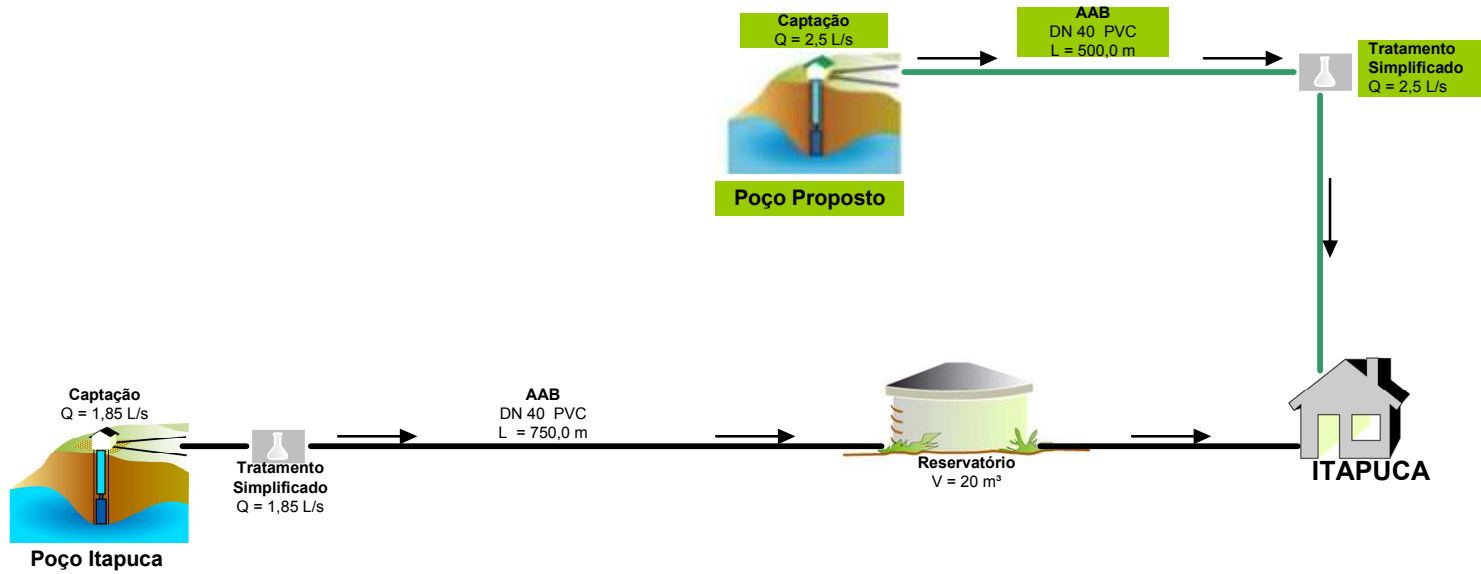 Captação
Q = 2,5 L/s
AAB
DN 40 PVC
L = 500,0 m
Tratamento
Simplificado
Q = 2,5 L/s
Poço Proposto
Captação
Q = 1,85 L/s
Tratamento
Simplificado
Q = 1,85 L/s
Poço Itapuca
AAB
DN 40 PVC
L = 750,0 m
Reservatório
V = 20 m³
ITAPUCA